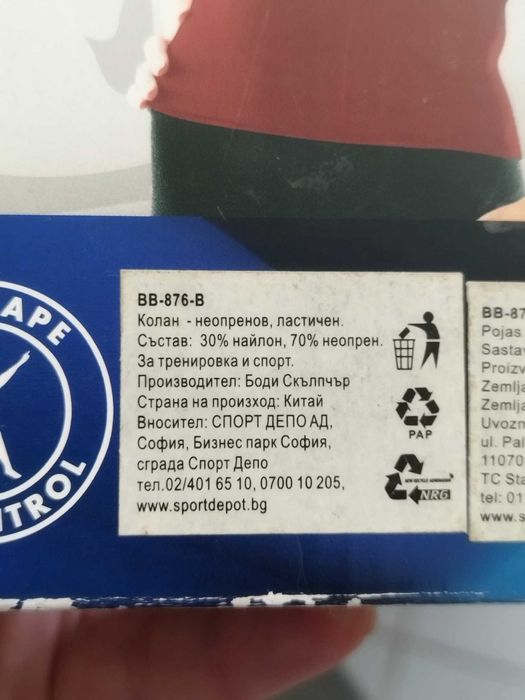 APE
NTROL
BB-876-B
Колан - неопренов, ластичен.
Състав: 30% найлон, 70% неопрен.
За тренировка и спорт.
Производител: Боди Скълпчър
Страна на произход: Китай
Вносител: СПОРТ ДЕПО АД,
София, Бизнес парк София,
сграда Спорт Депо
тел.02/401 65 10, 0700 10 205,
www.sportdepot.bg
PAP
NRG
BB-87
Pojas
Sasta
Proizv
Zemlja
Zemlja
Uvozn
ul. Pal
11070
TC Sta
tel: 01
www.s